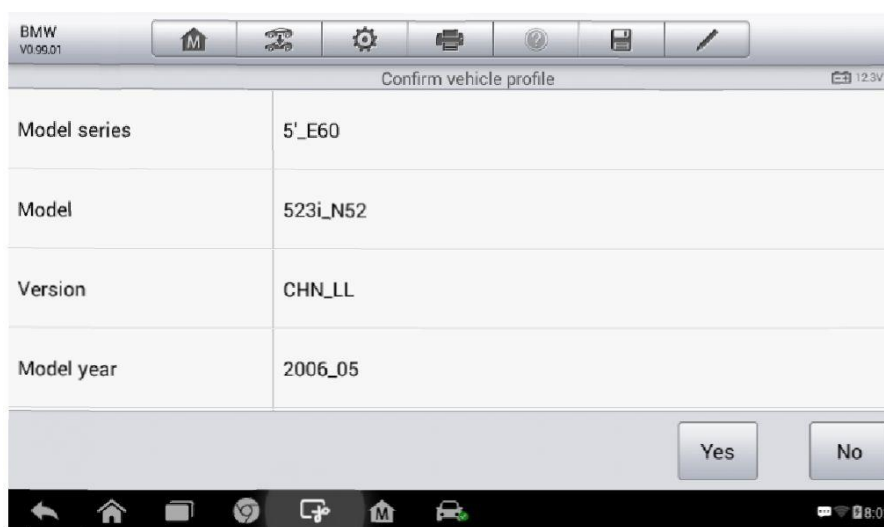 BMW
V0.99.01
Confirm vehicle profile
12.3V
Model series 5'_E60
Model 523i_N52
Version CHN_LL
Model year 2006_05
Yes No